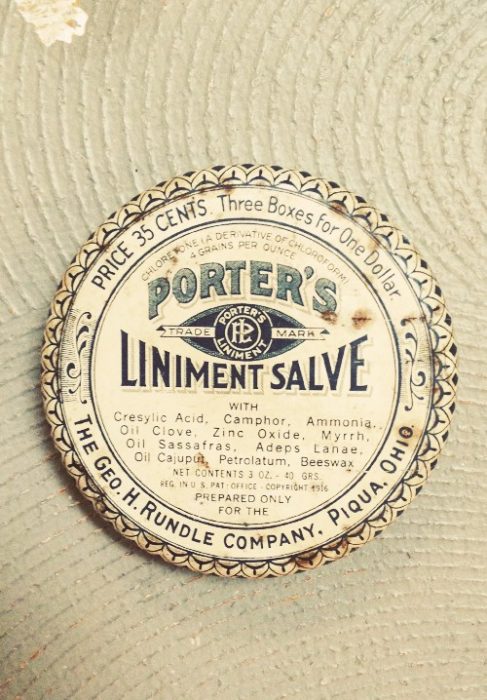 PRICE 35 CENTS. Three Boxes for One Dollar
CHLORETONE (A DERIVATIVE OF CHLOROFORM)
4 GRAINS PER OUNCE
PORTER'S
TRADE MARK
PORTER'S
PL
LINIMENT
LINIMENT SALVE
WITH
Cresylic Acid, Camphor, Ammonia,
Oil Clove, Zinc Oxide, Myrrh,
Oil Sassafras, Adeps Lanae,
Oil Cajuput, Petrolatum, Beeswax
NET CONTENTS 3 OZ. - 40 GRS.
REG. IN U.S. PAT. OFFICE - COPYRIGHT 1916
PREPARED ONLY
FOR THE
THE GEO. H. RUNDLE COMPANY, PIQUA, OHIO.